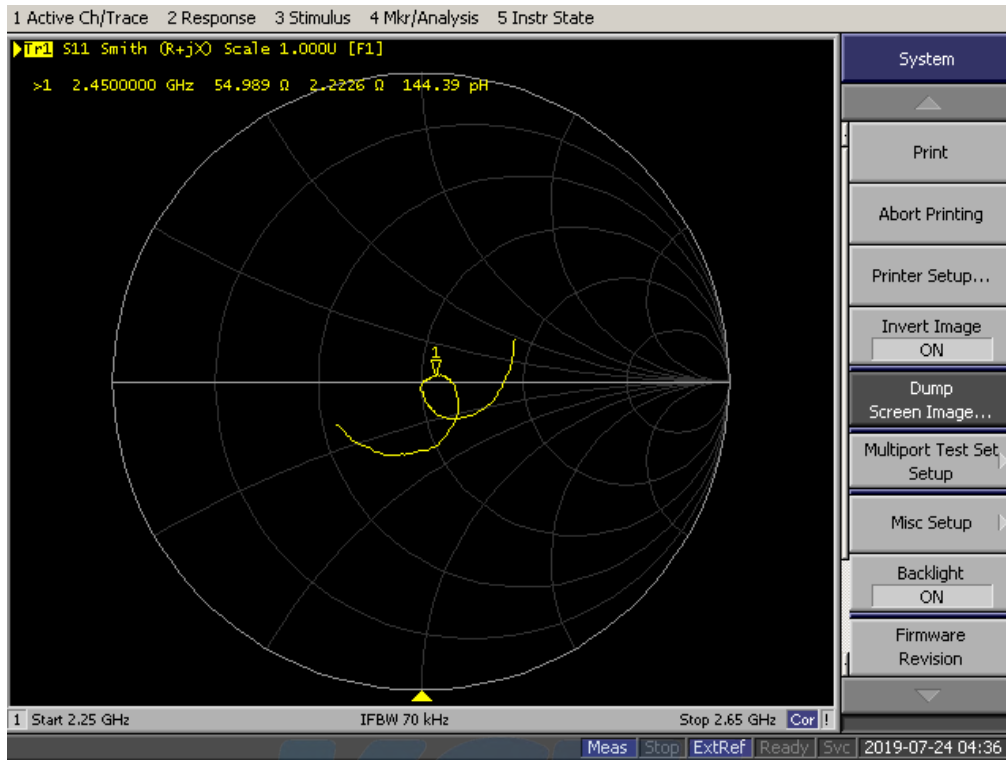 1 Active Ch/Trace 2 Response 3 Stimulus 4 Mkr/Analysis 5 Instr State
Tr1 S11 Smith (R+jX) Scale 1.000U [F1]
>1 2.4500000 GHz 54.989 Ω 2.2226 Ω 144.39 pH
1
System
Print
Abort Printing
Printer Setup...
Invert Image
ON
Dump
Screen Image...
Multiport Test Set
Setup
Misc Setup
Backlight
ON
Firmware
Revision
1 Start 2.25 GHz IFBW 70 kHz Stop 2.65 GHz Cor !
Meas Stop ExtRef Ready Svc 2019-07-24 04:36